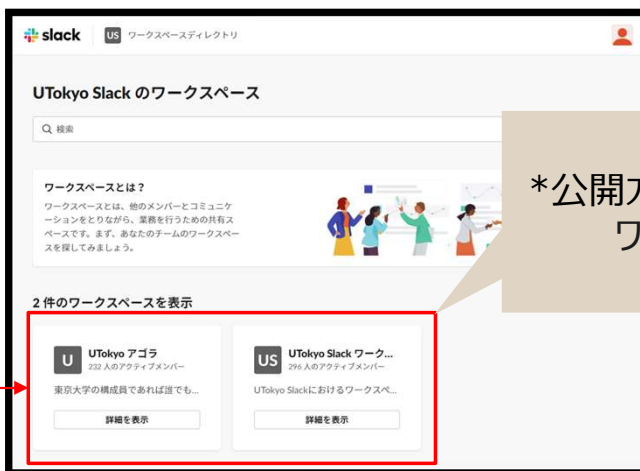 slack US ワークスペースディレクトリ
UTokyo Slack のワークスペース
検索
ワークスペースとは？
ワークスペースとは、他のメンバーとコミュニケ
ーションをとりながら、業務を行うための共有ス
ペースです。まず、あなたのチームのワークスペー
スを探してみましょう。
*公開
ワ
2 件のワークスペースを表示
U UTokyo アゴラ
232 人のアクティブメンバー
東京大学の構成員であれば誰でも...
詳細を表示
US UTokyo Slack ワーク...
296 人のアクティブメンバー
UTokyo Slackにおけるワークスペ...
詳細を表示